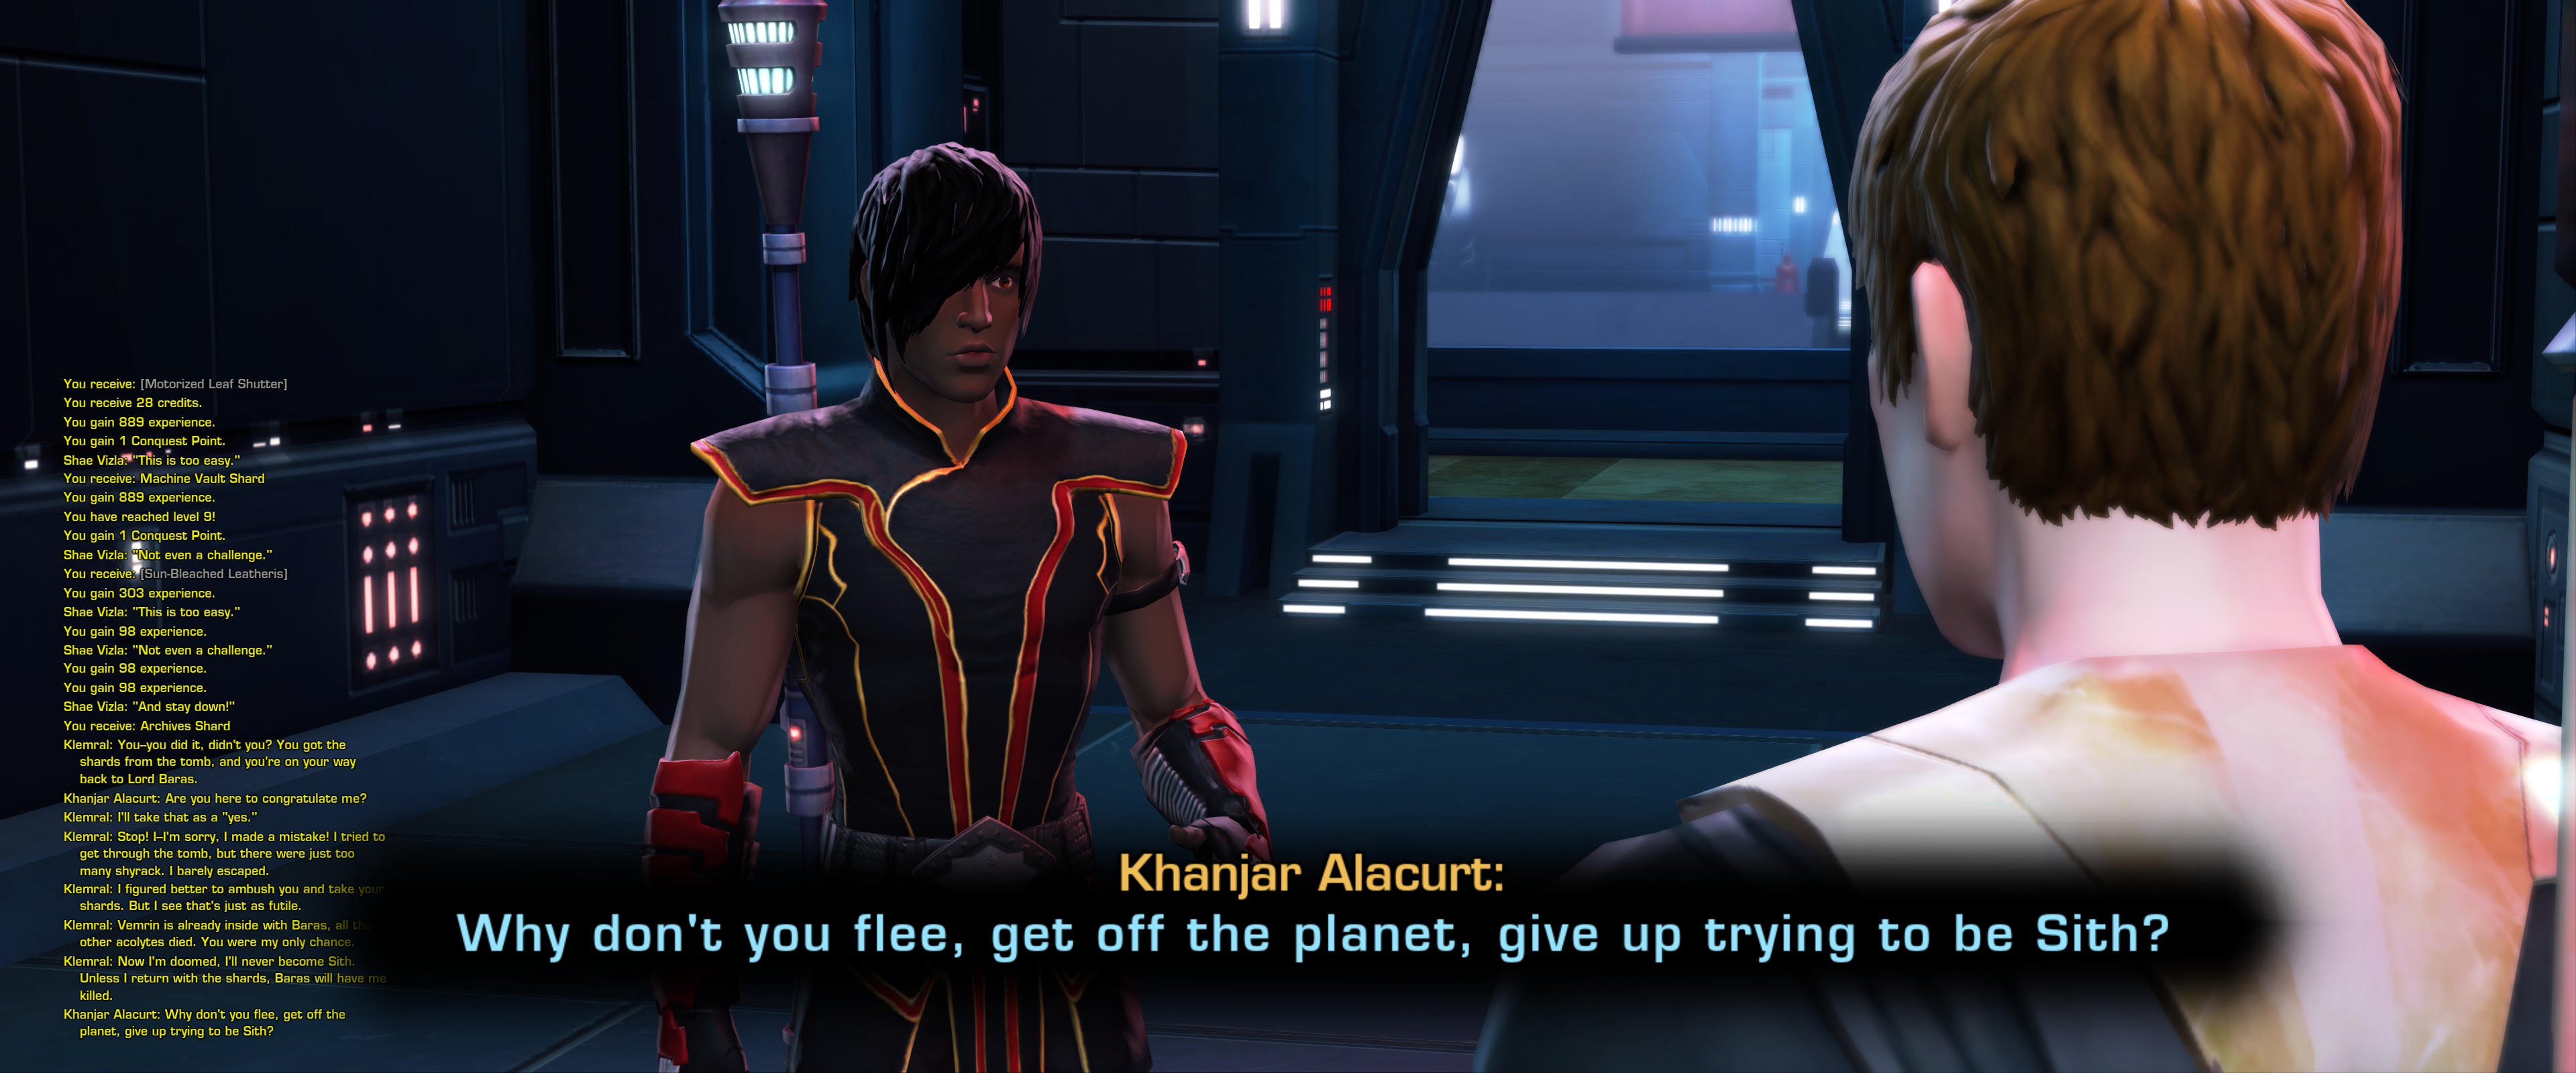 You receive: [Motorized Leaf Shutter]
You receive 28 credits.
You gain 889 experience.
You gain 1 Conquest Point.
Shae Vizla: "This is too easy."
You receive: Machine Vault Shard
You gain 889 experience.
You have reached level 9!
You gain 1 Conquest Point.
Shae Vizla: "Not even a challenge."
You receive: [Sun-Bleached Leatheris]
You gain 303 experience.
Shae Vizla: "This is too easy."
You gain 98 experience.
Shae Vizla: "Not even a challenge."
You gain 98 experience.
You gain 98 experience.
Shae Vizla: "And stay down!"
You receive: Archives Shard
Klemral: You–you did it, didn't you? You got the
shards from the tomb, and you're on your way
back to Lord Baras.
Khanjar Alacurt: Are you here to congratulate me?
Klemral: I'll take that as a "yes."
Klemral: Stop! I–I'm sorry, I made a mistake! I tried to
get through the tomb, but there were just too
many shyrack. I barely escaped.
Klemral: I figured better to ambush you and take your
shards. But I see that's just as futile.
Klemral: Vemrin is already inside with Baras, all the
other acolytes died. You were my only chance.
Klemral: Now I'm doomed, I'll never become Sith.
Unless I return with the shards, Baras will have me
killed.
Khanjar Alacurt: Why don't you flee, get off the
planet, give up trying to be Sith?
Khanjar Alacurt:
Why don't you flee, get off the planet, give up trying to be Sith?